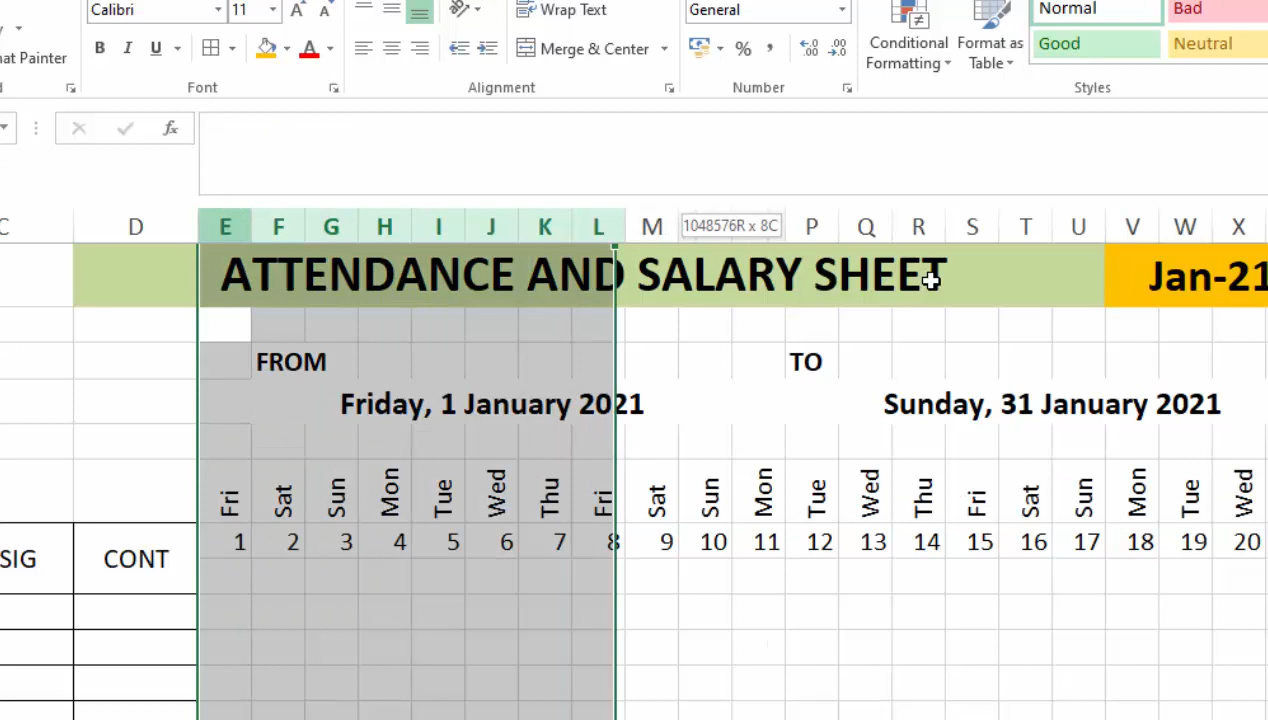 Calibri 11 Wrap Text General Normal Bad
B I U Merge & Center % Conditional Formatting Format as Table Good Neutral
at Painter
Font Alignment Number Styles
fx
C D E F G H I J K L M 1048576R x 8C P Q R S T U V W X
ATTENDANCE AND SALARY SHEET Jan-21
FROM TO
Friday, 1 January 2021 Sunday, 31 January 2021
Fri Sat Sun Mon Tue Wed Thu Fri Sat Sun Mon Tue Wed Thu Fri Sat Sun Mon Tue Wed
1 2 3 4 5 6 7 8 9 10 11 12 13 14 15 16 17 18 19 20
SIG CONT